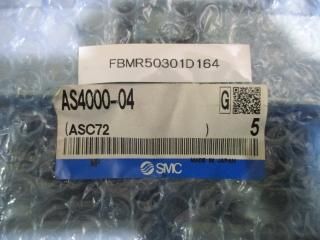 FBMR50301D164
AS4000-04
G
(ASC72 )
5
SMC
MADE IN JAPAN